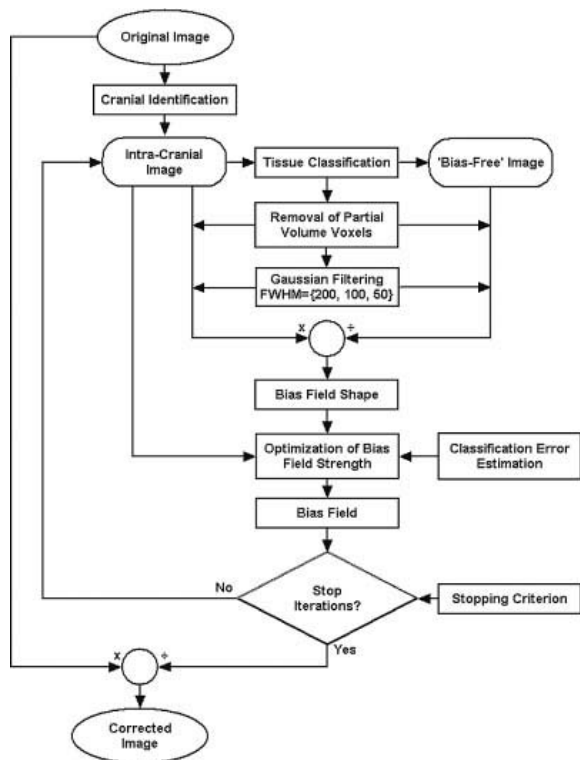 Original Image
Cranial Identification
Intra-Cranial
Image
Tissue Classification
'Bias-Free' Image
Removal of Partial
Volume Voxels
Gaussian Filtering
FWHM={200, 100, 50}
x
÷
Bias Field Shape
Optimization of Bias
Field Strength
Classification Error
Estimation
Bias Field
No
Stop
Iterations?
Stopping Criterion
Yes
x
÷
Corrected
Image